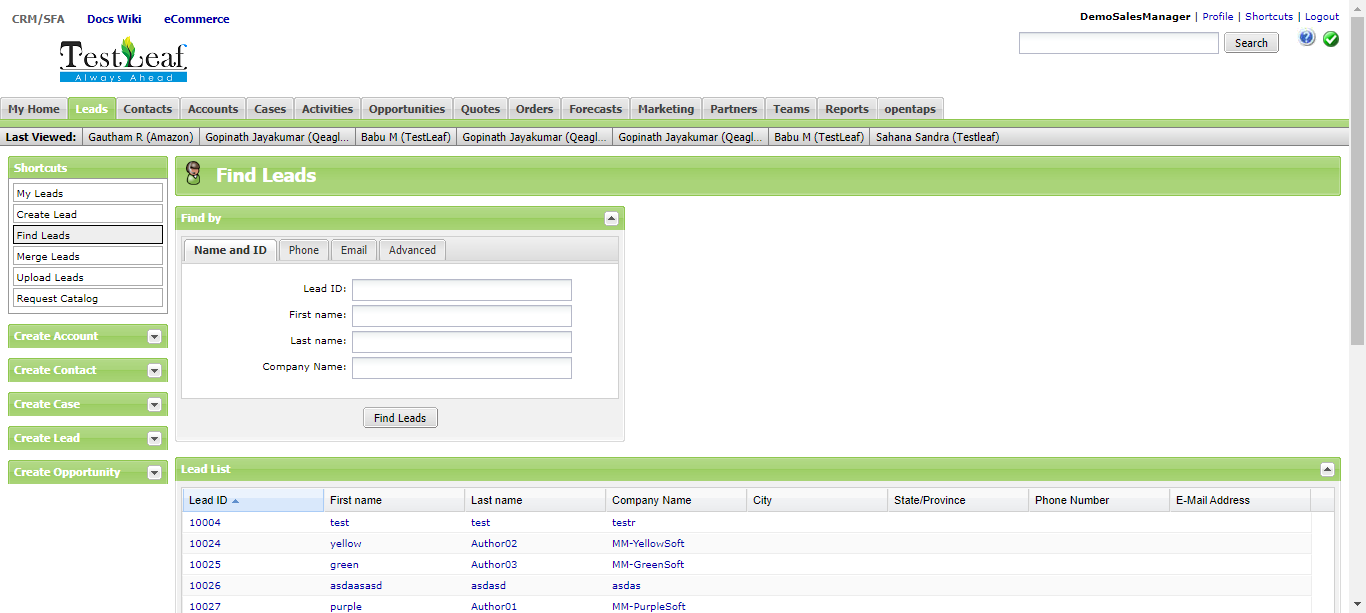 CRM/SFA Docs Wiki eCommerce
DemoSalesManager | Profile | Shortcuts | Logout
TestLeaf
Always Ahead
Search
My Home Leads Contacts Accounts Cases Activities Opportunities Quotes Orders Forecasts Marketing Partners Teams Reports opentaps
Last Viewed: Gautham R (Amazon) Gopinath Jayakumar (Qeagl... Babu M (TestLeaf) Gopinath Jayakumar (Qeagl... Gopinath Jayakumar (Qeagl... Babu M (TestLeaf) Sahana Sandra (Testleaf)
Shortcuts
My Leads
Create Lead
Find Leads
Merge Leads
Upload Leads
Request Catalog
Create Account
Create Contact
Create Case
Create Lead
Create Opportunity
Find Leads
Find by
Name and ID Phone Email Advanced
Lead ID:
First name:
Last name:
Company Name:
Find Leads
Lead List
Lead ID First name Last name Company Name City State/Province Phone Number E-Mail Address
10004 test test testr
10024 yellow Author02 MM-YellowSoft
10025 green Author03 MM-GreenSoft
10026 asdaasasd asdasd asdas
10027 purple Author01 MM-PurpleSoft